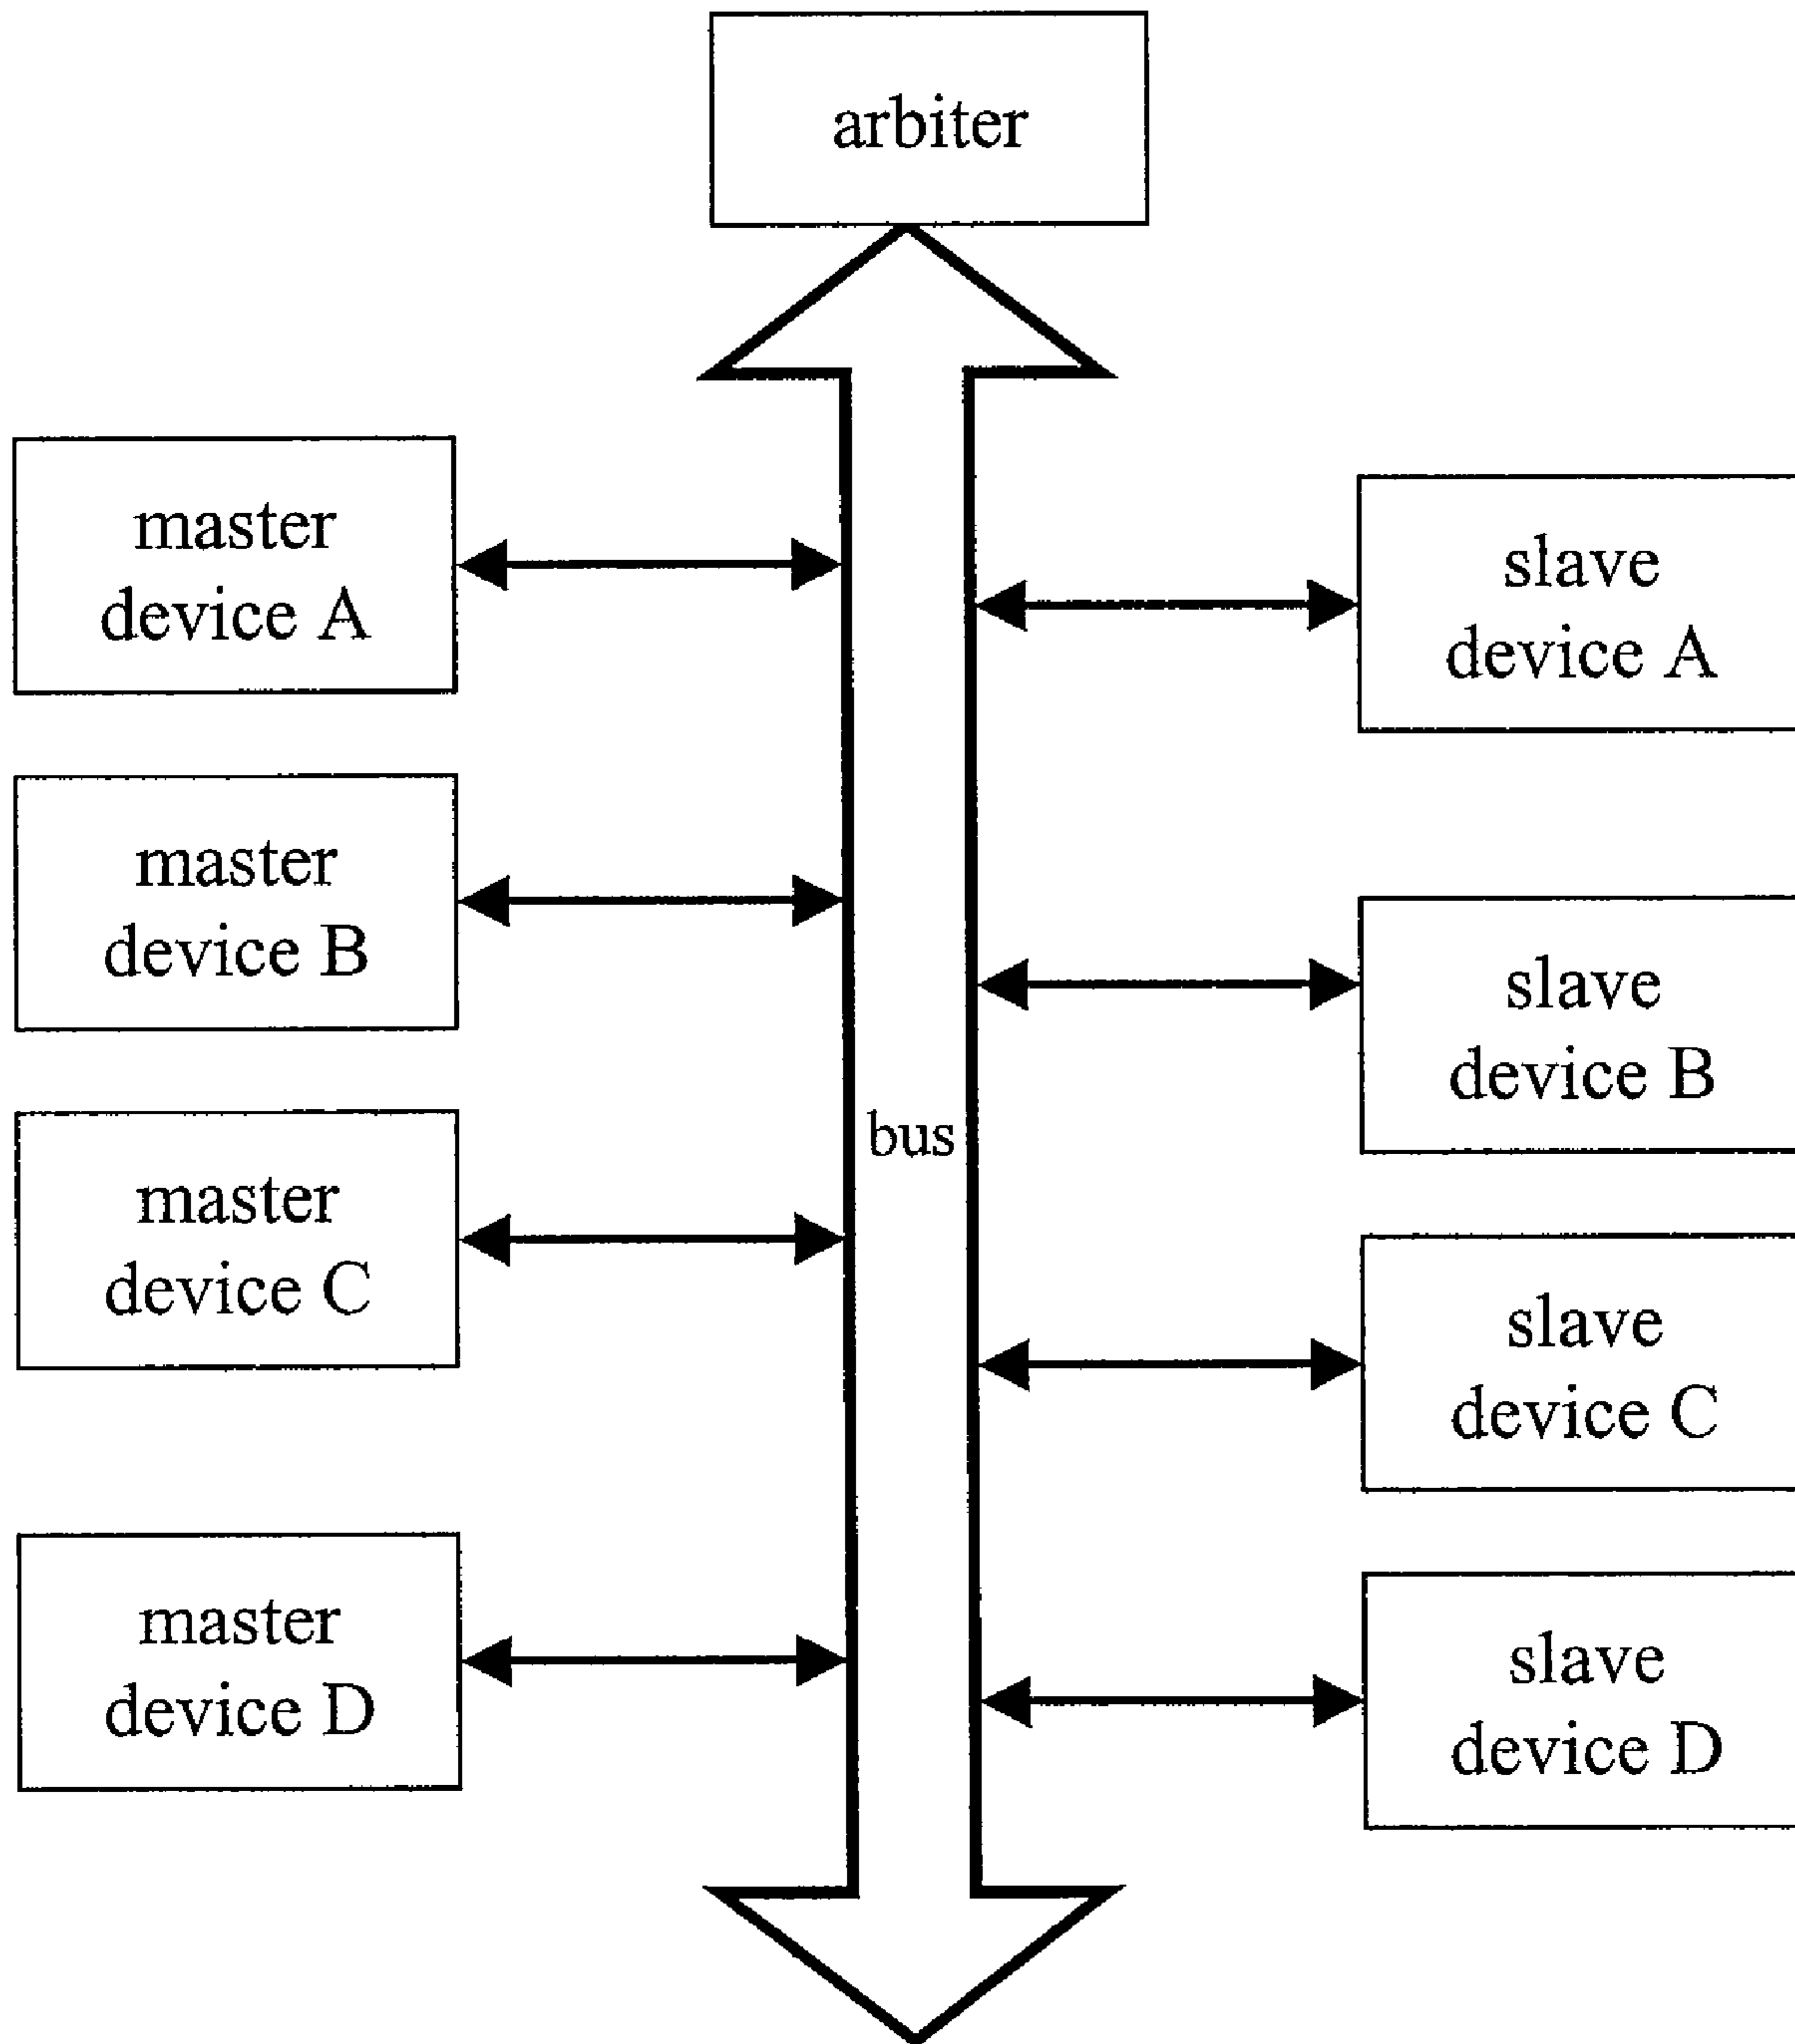 arbiter
master
device A
slave
device A
master
device B
slave
device B
bus
master
device C
slave
device C
master
device D
slave
device D